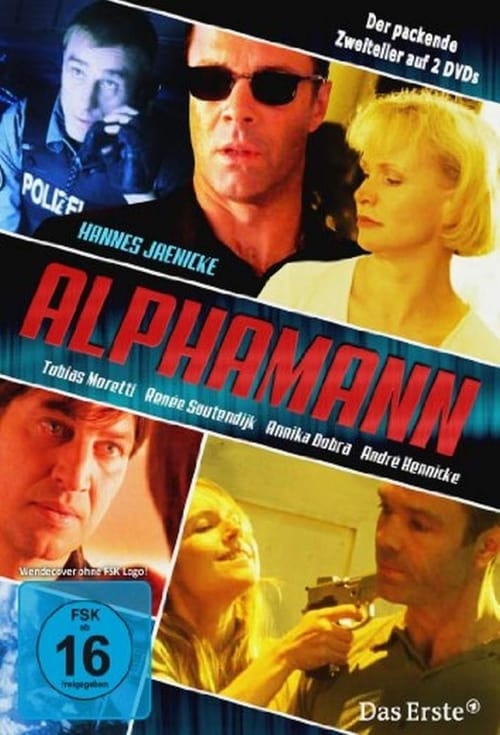 Der packende
Zweiteiler auf 2 DVDs
POLIZEI
HANNES JAENICKE
ALPHAMANN
Tobias Moretti Renée Soutendijk Annika Dobra André Hennicke
Wendecover ohne FSK Logo!
FSK
ab
16
freigegeben
Das Erste